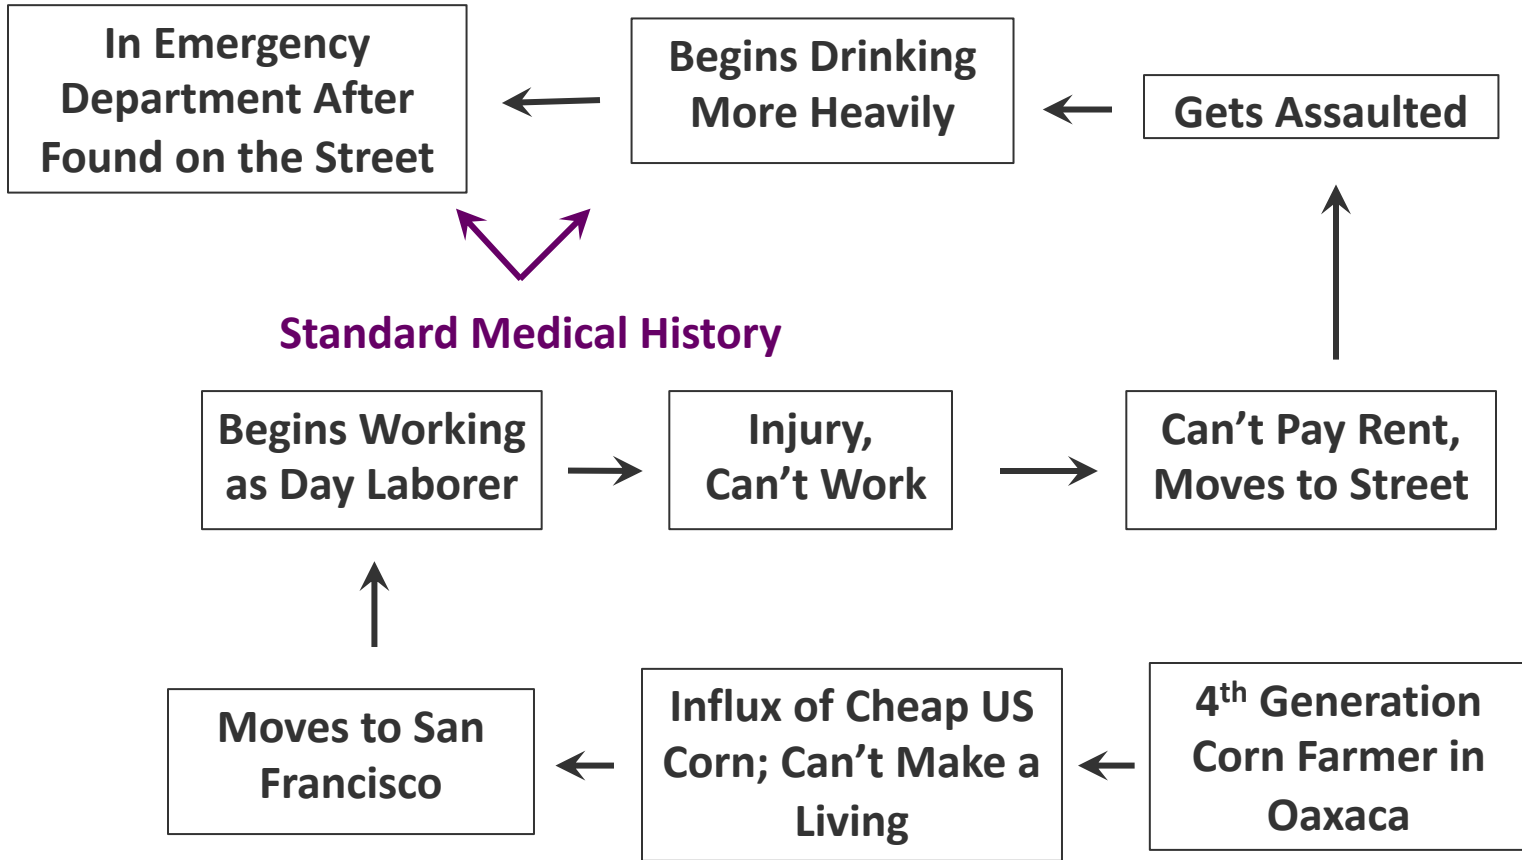 In Emergency
Department After
Found on the Street
Begins Drinking
More Heavily
Gets Assaulted
Standard Medical History
Begins Working
as Day Laborer
Injury,
Can’t Work
Can’t Pay Rent,
Moves to Street
Moves to San
Francisco
Influx of Cheap US
Corn; Can’t Make a
Living
4th Generation
Corn Farmer in
Oaxaca